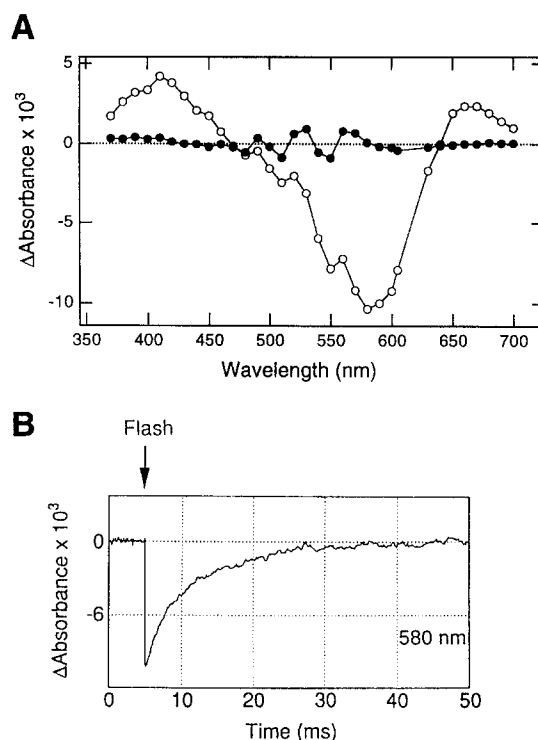 A
ΔAbsorbance x 10³
5
0
-5
-10
350 400 450 500 550 600 650 700
Wavelength (nm)
B
Flash
ΔAbsorbance x 10³
0
-6
580 nm
0 10 20 30 40 50
Time (ms)